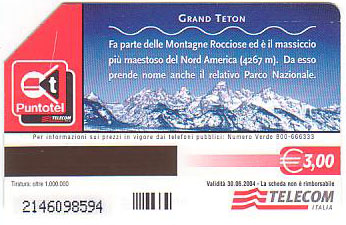 GRAND TETON
Fa parte delle Montagne Rocciose ed è il massiccio
più maestoso del Nord America (4267 m). Da esso
prende nome anche il relativo Parco Nazionale.
Puntotel
TELECOM
Per informazioni sui prezzi in vigore dai telefoni pubblici: Numero Verde 800-666333
€ 3,00
Tiratura: oltre 1.000.000
Validità 30.06.2004 - La scheda non è rimborsabile
2146098594
TELECOM
ITALIA